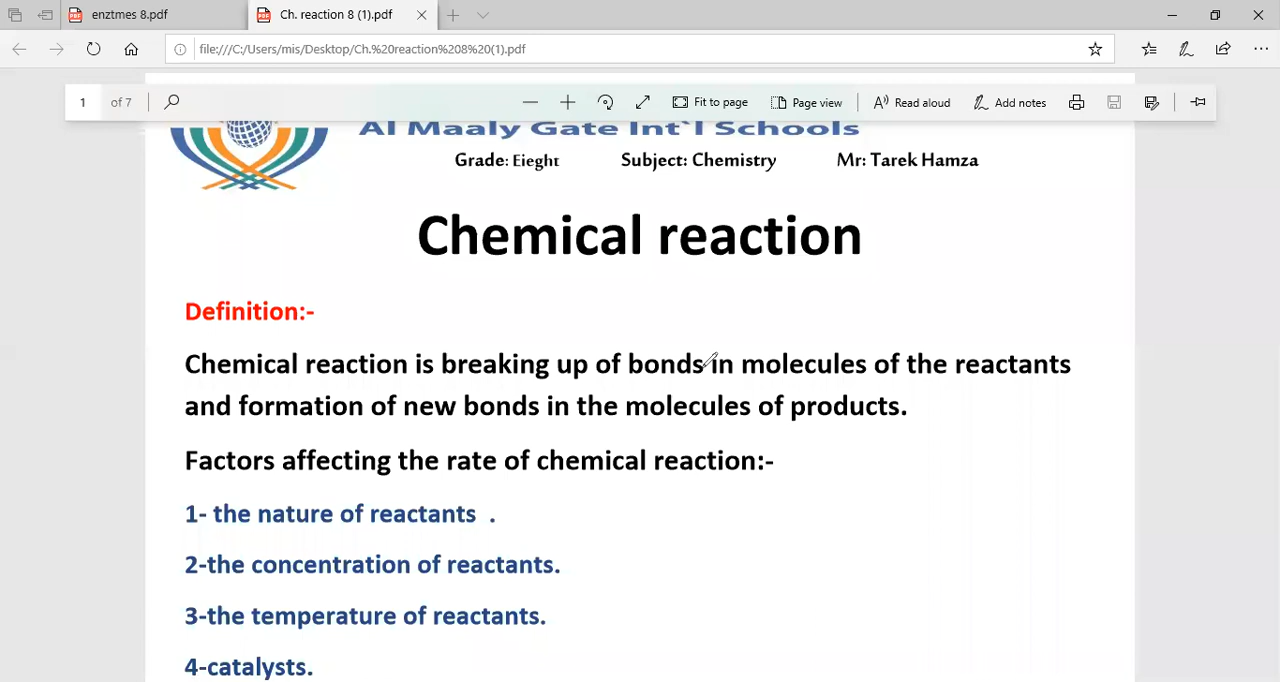 enztmes 8.pdf
Ch. reaction 8 (1).pdf
file:///C:/Users/mis/Desktop/Ch.%20reaction%208%20(1).pdf
1 of 7
Fit to page
Page view
Read aloud
Add notes
Al Maaly Gate Int`l Schools
Grade: Eieght Subject: Chemistry Mr: Tarek Hamza
Chemical reaction
Definition:-
Chemical reaction is breaking up of bonds in molecules of the reactants
and formation of new bonds in the molecules of products.
Factors affecting the rate of chemical reaction:-
1- the nature of reactants .
2-the concentration of reactants.
3-the temperature of reactants.
4-catalysts.